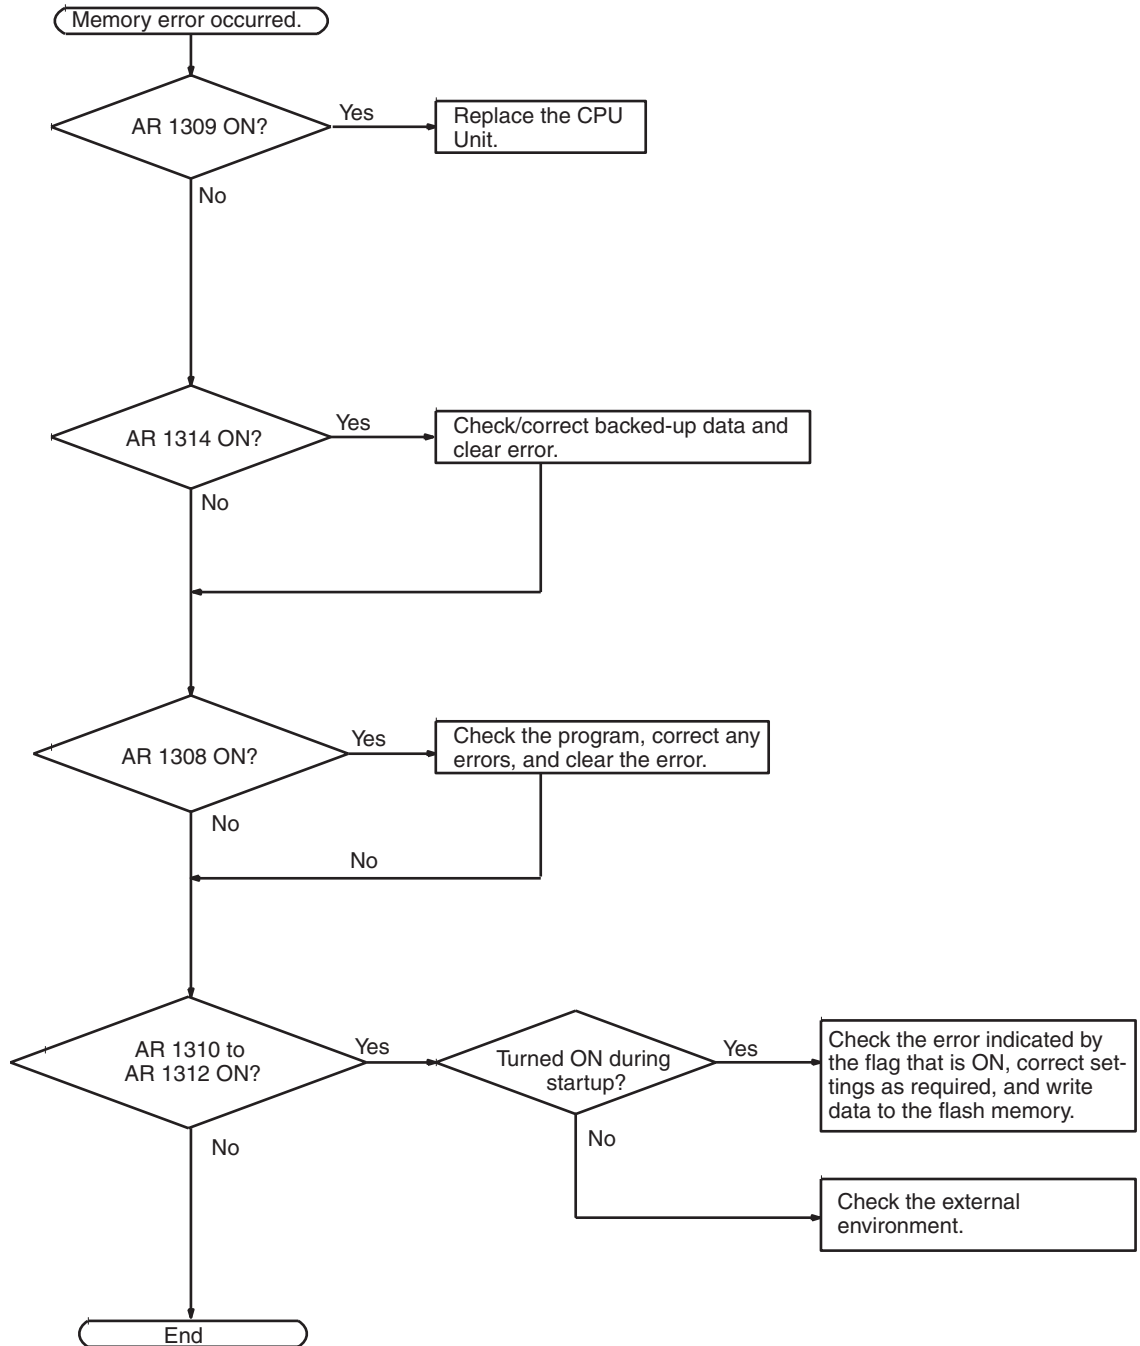 Memory error occurred.
AR 1309 ON?
Yes
Replace the CPU
Unit.
No
AR 1314 ON?
Yes
Check/correct backed-up data and
clear error.
No
AR 1308 ON?
Yes
Check the program, correct any
errors, and clear the error.
No
No
AR 1310 to
AR 1312 ON?
Yes
Turned ON during
startup?
Yes
Check the error indicated by
the flag that is ON, correct set-
tings as required, and write
data to the flash memory.
No
No
Check the external
environment.
End